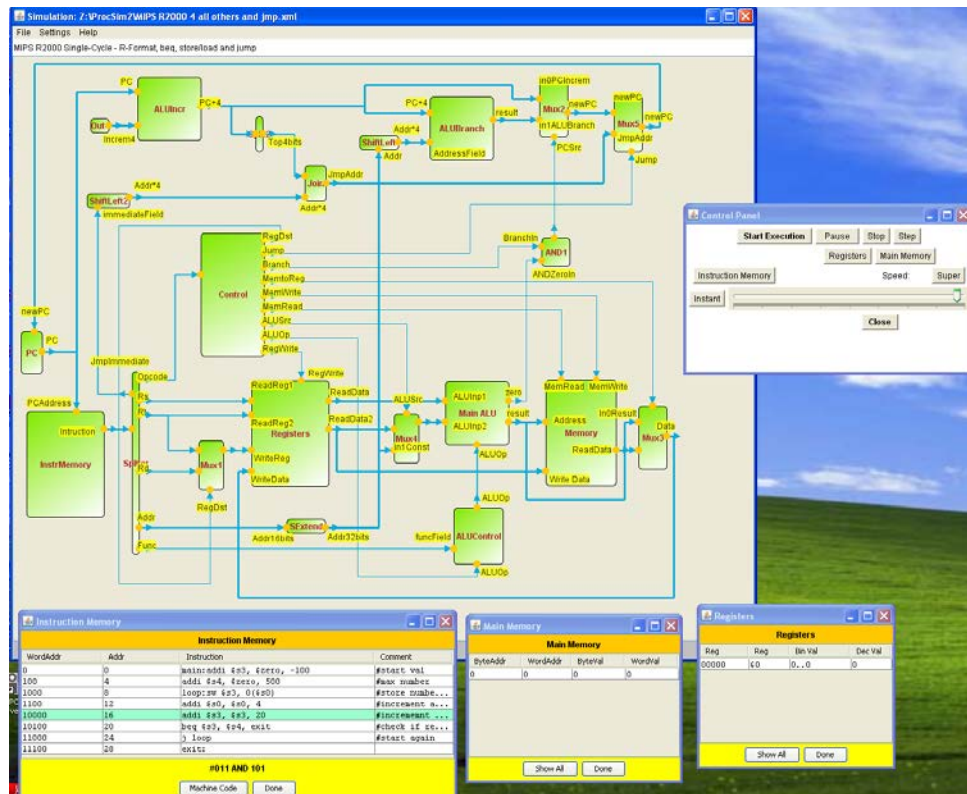 Simulation: Z:\ProcSim2\MIPS R2000 4 all others and jmp.xml
File Settings Help
MIPS R2000 Single-Cycle - R-Format, beq, store/load and jump
PC
ALUIncr
PC+4
Out
Increm4
Top4bits
ShiftLeft2
Addr*4
immediateField
Join
JmpAddr
Addr*4
ShiftLeft
Addr*4
Addr
PC+4
ALUBranch
result
AddressField
in0PCIncrem
Mux2
newPC
in1ALUBranch
PCSrc
newPC
Mux5
newPC
JmpAddr
Jump
Control
RegDst
Jump
Branch
MemtoReg
MemWrite
MemRead
ALUSrc
ALUOp
RegWrite
BranchIn
AND1
ANDZeroIn
newPC
PC
PC
PCAddress
Intruction
InstrMemory
JmpImmediate
Opcode
Rs
Rt
Rd
Addr
Func
Mux1
RegDst
RegWrite
ReadReg1
ReadData
ReadReg2
ReadData2
Registers
WriteReg
WriteData
ALUSrc
Mux4
in1Const
ALUInp1
zero
Main ALU
result
ALUInp2
ALUOp
MemRead
MemWrite
Address
Memory
ReadData
Write Data
in0Result
Data
Mux3
SExtend
Addr16bits
Addr32bits
ALUOp
funcField
ALUControl
ALUOp
Control Panel
Start Execution Pause Stop Step
Registers Main Memory
Instruction Memory Speed: Super
Instant
Close
Instruction Memory
Instruction Memory
WordAddr Addr Instruction Comment
0 0 main:addi $s3, $zero, -100 #start val
100 4 addi $s4, $zero, 500 #max number
1000 8 loop:sw $s3, 0($s0) #store numbe...
1100 12 addi $s0, $s0, 4 #increment a...
10000 16 addi $s3, $s3, 20 #incrememnt ...
10100 20 beq $s3, $s4, exit #check if re...
11000 24 j loop #start again
11100 28 exit:
#011 AND 101
Machine Code Done
Main Memory
Main Memory
ByteAddr WordAddr ByteVal WordVal
0 0 0 0
Show All Done
Registers
Registers
Reg Reg Bin Val Dec Val
00000 $0 0..0 0
Show All Done